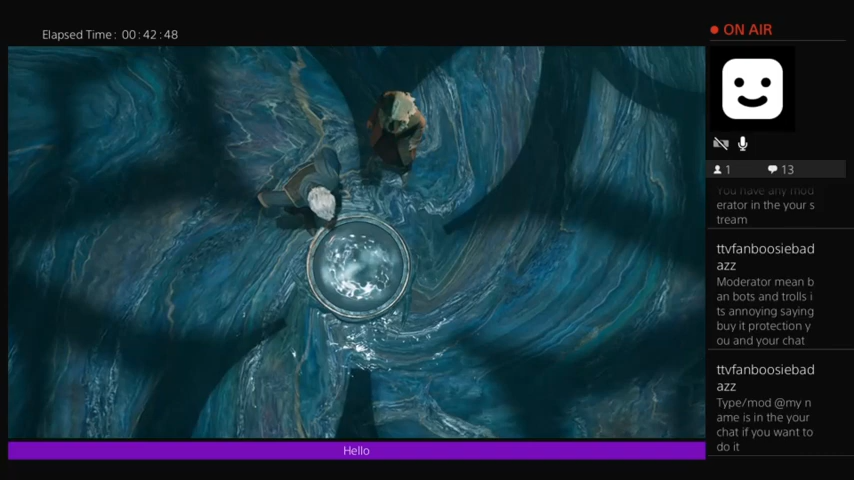 Elapsed Time: 00:42:48
ON AIR
1
13
You have any mod
erator in the your s
tream
ttvfanboosiebad
azz
Moderator mean b
an bots and trolls i
ts annoying saying
buy it protection y
ou and your chat
ttvfanboosiebad
azz
Type/mod @my n
ame is in the your
chat if you want to
do it
Hello